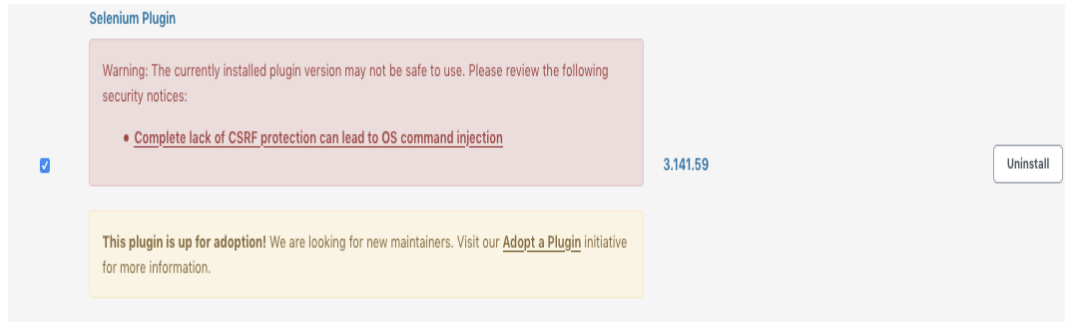 Selenium Plugin
Warning: The currently installed plugin version may not be safe to use. Please review the following
security notices:
• Complete lack of CSRF protection can lead to OS command injection
3.141.59
Uninstall
This plugin is up for adoption! We are looking for new maintainers. Visit our Adopt a Plugin initiative
for more information.